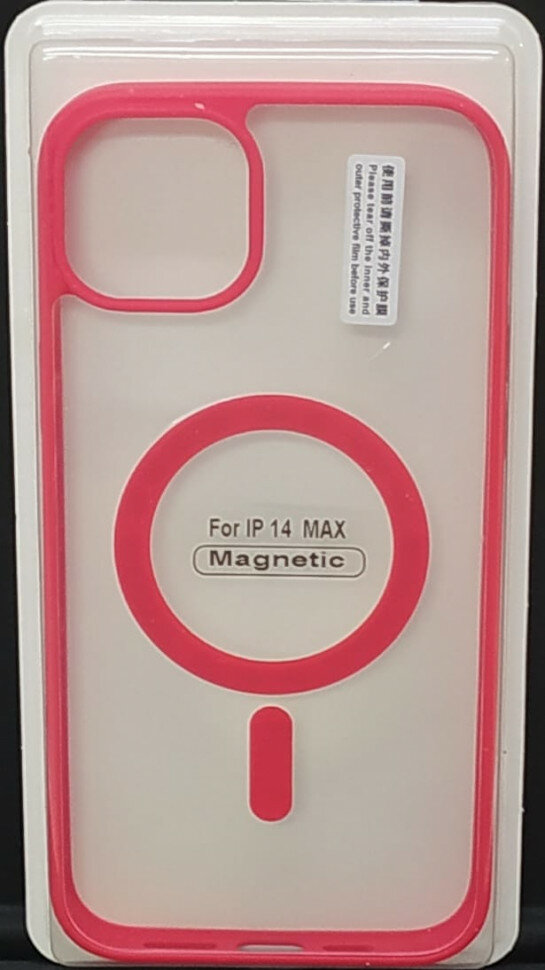 使用前请撕掉内外保护膜
Please tear off the inner and
outer protective film before use
For IP 14 MAX
Magnetic